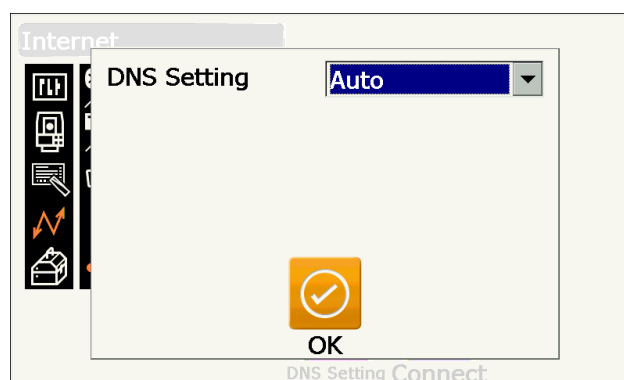 Internet
DNS Setting Auto
OK
DNS Setting Connect